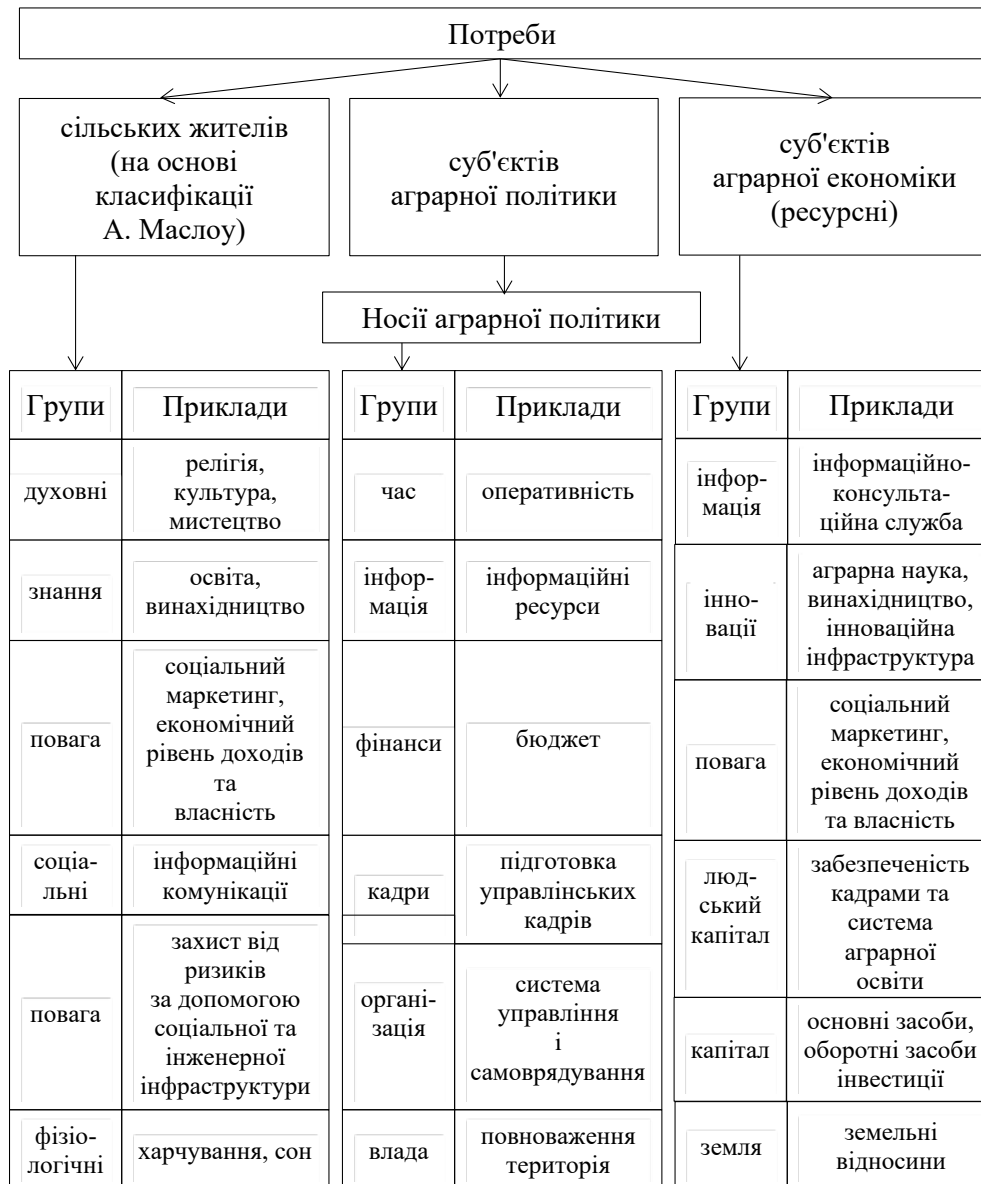 Потреби
сільських жителів
(на основі
класифікації
А. Маслоу)
суб'єктів
аграрної політики
суб'єктів
аграрної економіки
(ресурсні)
Носії аграрної політики
Групи
Приклади
духовні
релігія,
культура,
мистецтво
знання
освіта,
винахідництво
повага
соціальний
маркетинг,
економічний
рівень доходів
та
власність
соціа-
льні
інформаційні
комунікації
повага
захист від
ризиків
за допомогою
соціальної та
інженерної
інфраструктури
фізіо-
логічні
харчування, сон
Групи
Приклади
час
оперативність
інфор-
мація
інформаційні
ресурси
фінанси
бюджет
кадри
підготовка
управлінських
кадрів
органі-
зація
система
управління
і
самоврядування
влада
повноваження
територія
Групи
Приклади
інфор-
мація
інформаційно-
консульта-
ційна служба
інно-
вації
аграрна наука,
винахідництво,
інноваційна
інфраструктура
повага
соціальний
маркетинг,
економічний
рівень доходів
та власність
люд-
ський
капітал
забезпеченість
кадрами та
система
аграрної
освіти
капітал
основні засоби,
оборотні засоби
інвестиції
земля
земельні
відносини